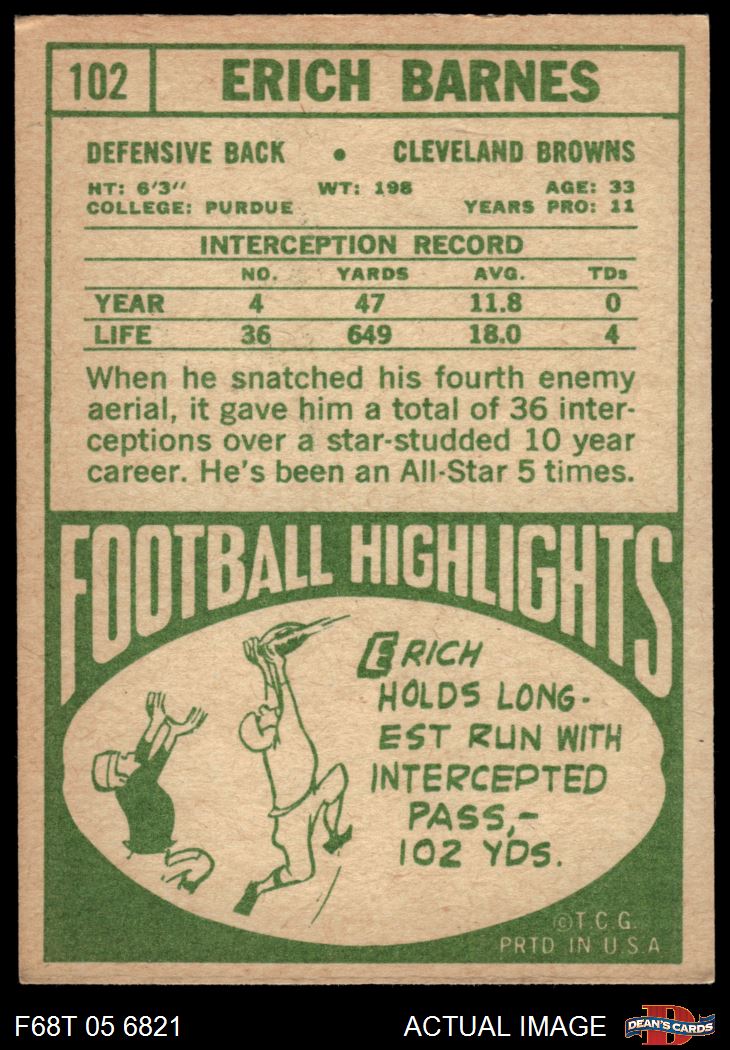 102 ERICH BARNES
DEFENSIVE BACK • CLEVELAND BROWNS
HT: 6'3" WT: 198 AGE: 33
COLLEGE: PURDUE YEARS PRO: 11
INTERCEPTION RECORD
NO. YARDS AVG. TDs
YEAR 4 47 11.8 0
LIFE 36 649 18.0 4
When he snatched his fourth enemy
aerial, it gave him a total of 36 inter-
ceptions over a star-studded 10 year
career. He's been an All-Star 5 times.
FOOTBALL HIGHLIGHTS
ERICH
HOLDS LONG-
EST RUN WITH
INTERCEPTED
PASS,-
102 YDS.
©T.C.G.
PRTD IN U.S.A
F68T 05 6821 ACTUAL IMAGE D DEAN'S CARDS